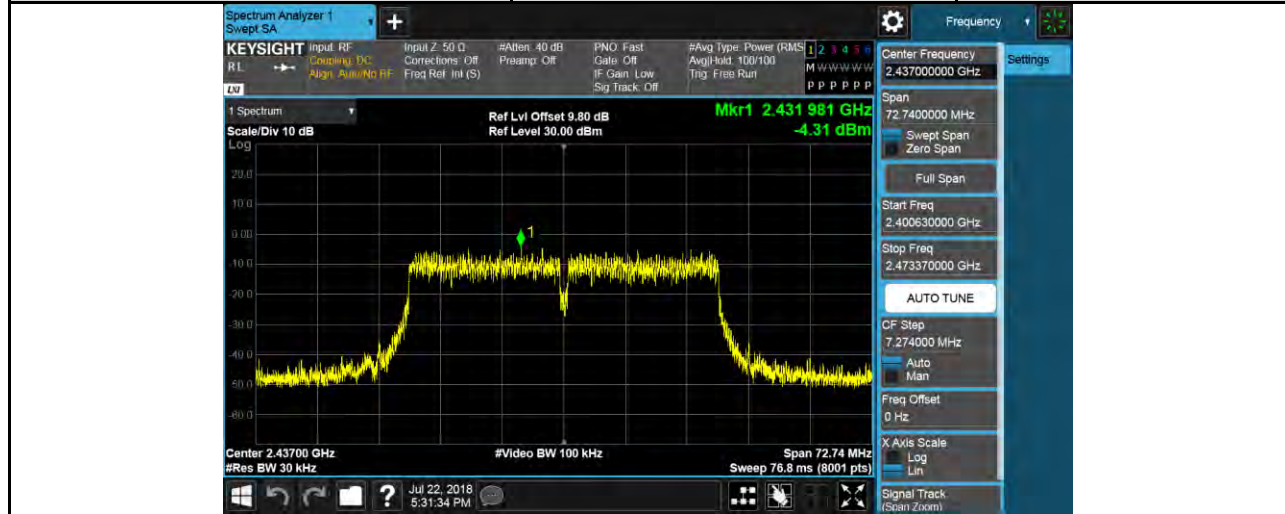 Spectrum Analyzer 1
Swept SA
+
Frequency
KEYSIGHT
RL
LXI
Input: RF
Coupling: DC
Align: Auto/No RF
Input Z: 50 Ω
Corrections: Off
Freq Ref: Int (S)
#Atten: 40 dB
Preamp: Off
PNO: Fast
Gate: Off
IF Gain: Low
Sig Track: Off
#Avg Type: Power (RMS
Avg|Hold: 100/100
Trig: Free Run
1 2 3 4 5 6
M W W W W W
P P P P P P
1 Spectrum
Scale/Div 10 dB
Ref Lvl Offset 9.80 dB
Ref Level 30.00 dBm
Mkr1 2.431 981 GHz
-4.31 dBm
Log
20.0
10.0
0.00
-10.0
-20.0
-30.0
-40.0
-50.0
-60.0
1
Center 2.43700 GHz
#Res BW 30 kHz
#Video BW 100 kHz
Span 72.74 MHz
Sweep 76.8 ms (8001 pts)
?
Jul 22, 2018
5:31:34 PM
Center Frequency
2.437000000 GHz
Settings
Span
72.7400000 MHz
Swept Span
Zero Span
Full Span
Start Freq
2.400630000 GHz
Stop Freq
2.473370000 GHz
AUTO TUNE
CF Step
7.274000 MHz
Auto
Man
Freq Offset
0 Hz
X Axis Scale
Log
Lin
Signal Track
(Span Zoom)